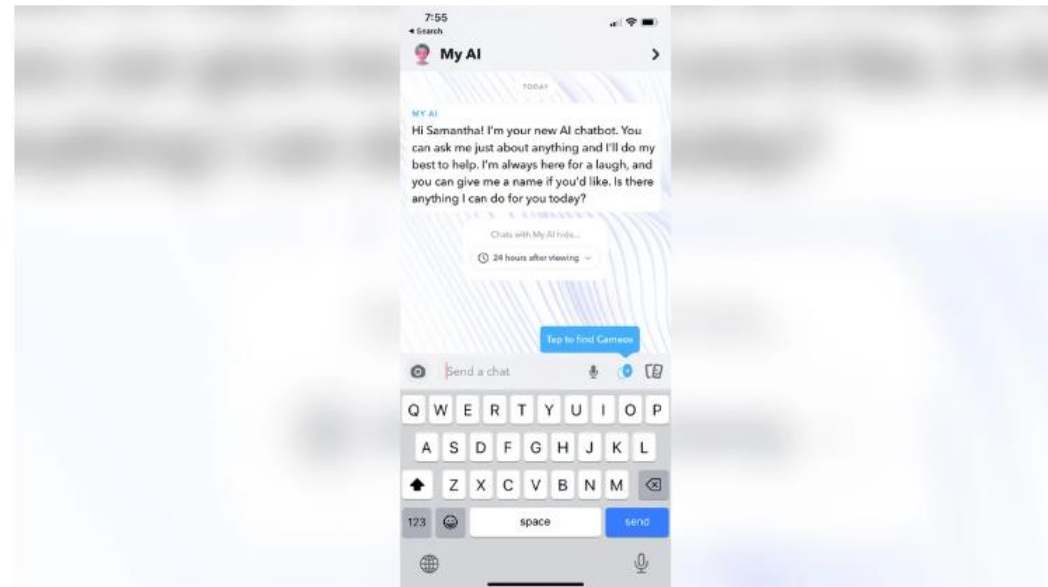 7:55
◂ Search
My AI
TODAY
MY AI
Hi Samantha! I'm your new AI chatbot. You
can ask me just about anything and I'll do my
best to help. I'm always here for a laugh, and
you can give me a name if you'd like. Is there
anything I can do for you today?
Chats with My AI hide...
24 hours after viewing
Tap to find Cameos
Send a chat
Q W E R T Y U I O P
A S D F G H J K L
Z X C V B N M
123 space send